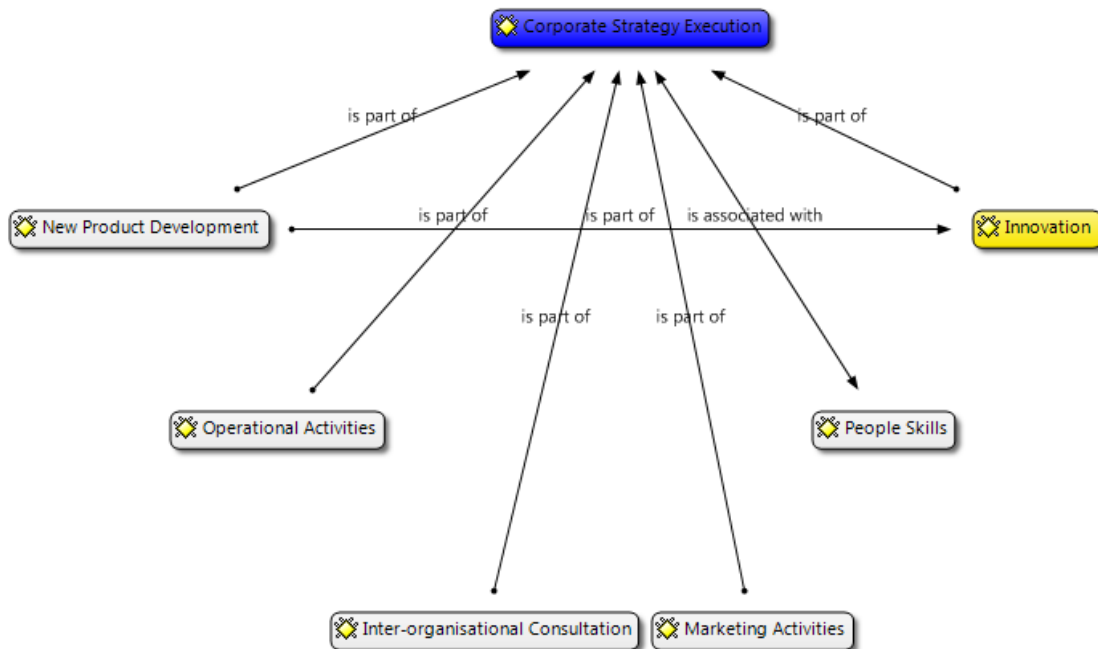 Corporate Strategy Execution
is part of
is part of
New Product Development
is part of
is part of
is associated with
Innovation
is part of
is part of
Operational Activities
People Skills
Inter-organisational Consultation
Marketing Activities